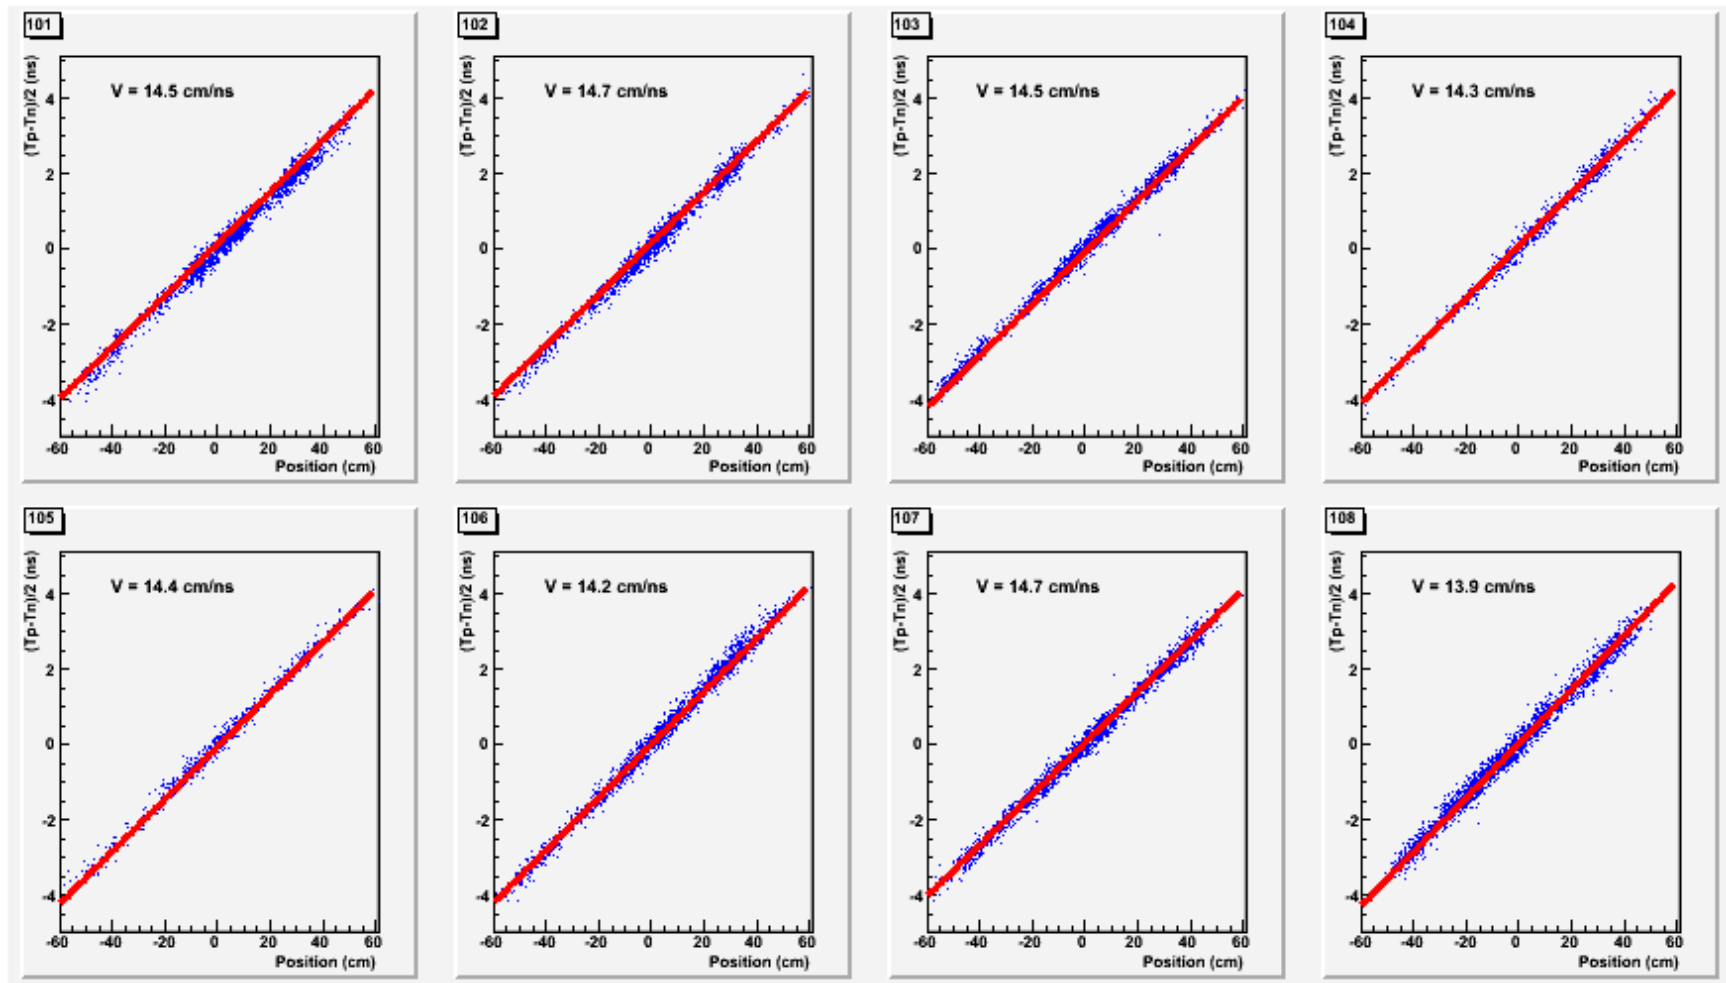 101
(Tp-Tn)/2 (ns)
V = 14.5 cm/ns
4
2
0
-2
-4
-60 -40 -20 0 20 40 60
Position (cm)
102
(Tp-Tn)/2 (ns)
V = 14.7 cm/ns
4
2
0
-2
-4
-60 -40 -20 0 20 40 60
Position (cm)
103
(Tp-Tn)/2 (ns)
V = 14.5 cm/ns
4
2
0
-2
-4
-60 -40 -20 0 20 40 60
Position (cm)
104
(Tp-Tn)/2 (ns)
V = 14.3 cm/ns
4
2
0
-2
-4
-60 -40 -20 0 20 40 60
Position (cm)
105
(Tp-Tn)/2 (ns)
V = 14.4 cm/ns
4
2
0
-2
-4
-60 -40 -20 0 20 40 60
Position (cm)
106
(Tp-Tn)/2 (ns)
V = 14.2 cm/ns
4
2
0
-2
-4
-60 -40 -20 0 20 40 60
Position (cm)
107
(Tp-Tn)/2 (ns)
V = 14.7 cm/ns
4
2
0
-2
-4
-60 -40 -20 0 20 40 60
Position (cm)
108
(Tp-Tn)/2 (ns)
V = 13.9 cm/ns
4
2
0
-2
-4
-60 -40 -20 0 20 40 60
Position (cm)